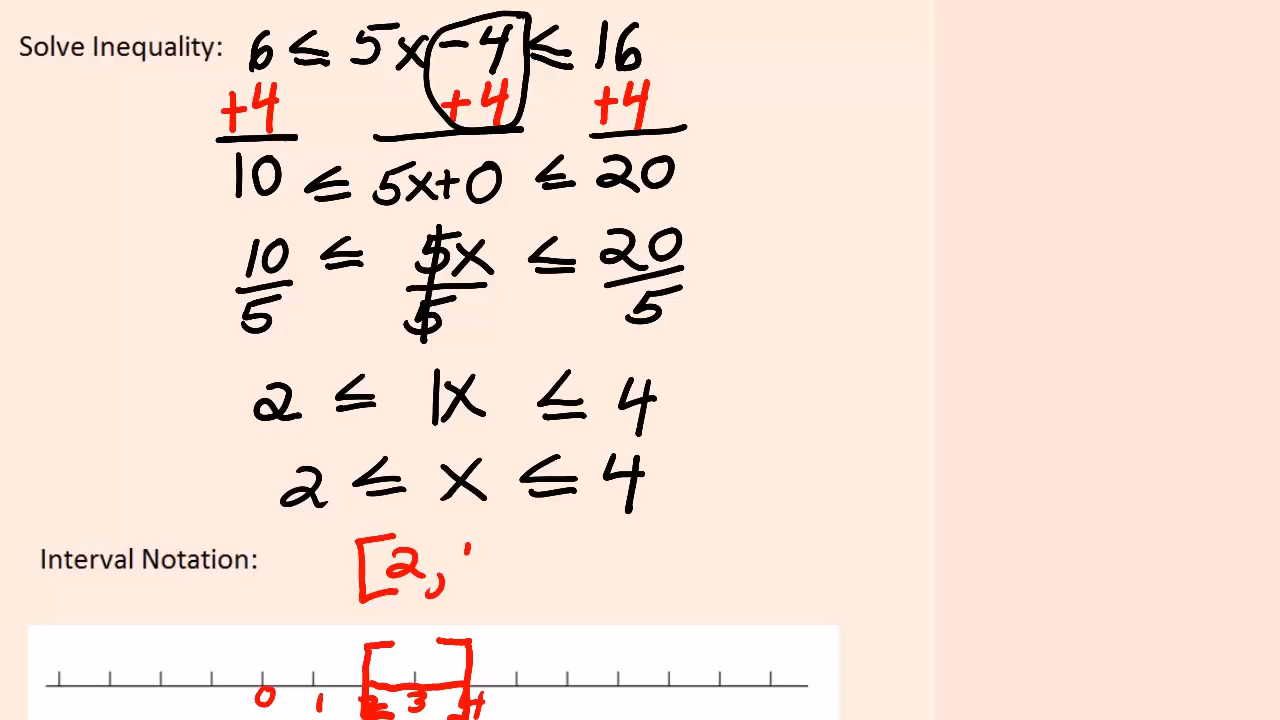 Solve Inequality: 6 ≤ 5x - 4 ≤ 16
+4 +4 +4
10 ≤ 5x+0 ≤ 20
10/5 ≤ 5x/5 ≤ 20/5
2 ≤ 1x ≤ 4
2 ≤ x ≤ 4
Interval Notation: [2,
[ ]
0 1 2 3 4